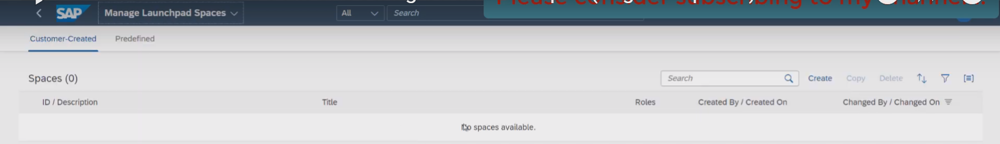 Please consider subscribing to my channel.
SAP Manage Launchpad Spaces All Search
Customer-Created Predefined
Spaces (0) Search Create Copy Delete
ID / Description Title Roles Created By / Created On Changed By / Changed On
No spaces available.